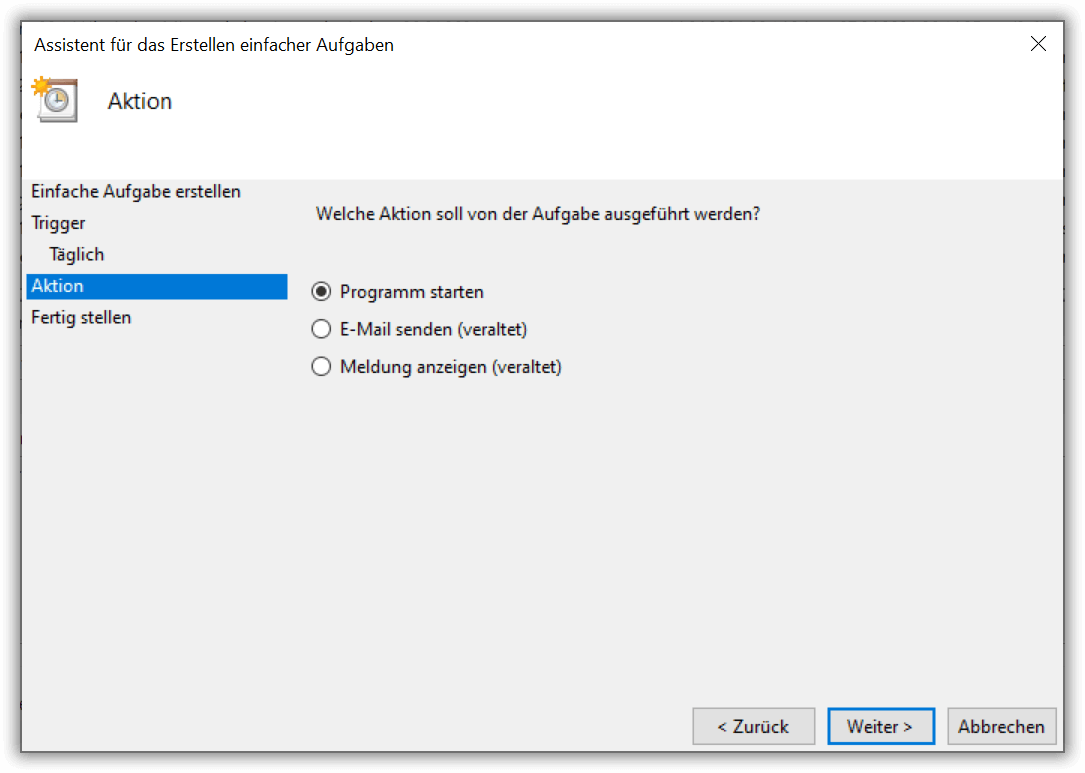 Assistent für das Erstellen einfacher Aufgaben
Aktion
Einfache Aufgabe erstellen
Trigger
Täglich
Aktion
Fertig stellen
Welche Aktion soll von der Aufgabe ausgeführt werden?
Programm starten
E-Mail senden (veraltet)
Meldung anzeigen (veraltet)
< Zurück
Weiter >
Abbrechen